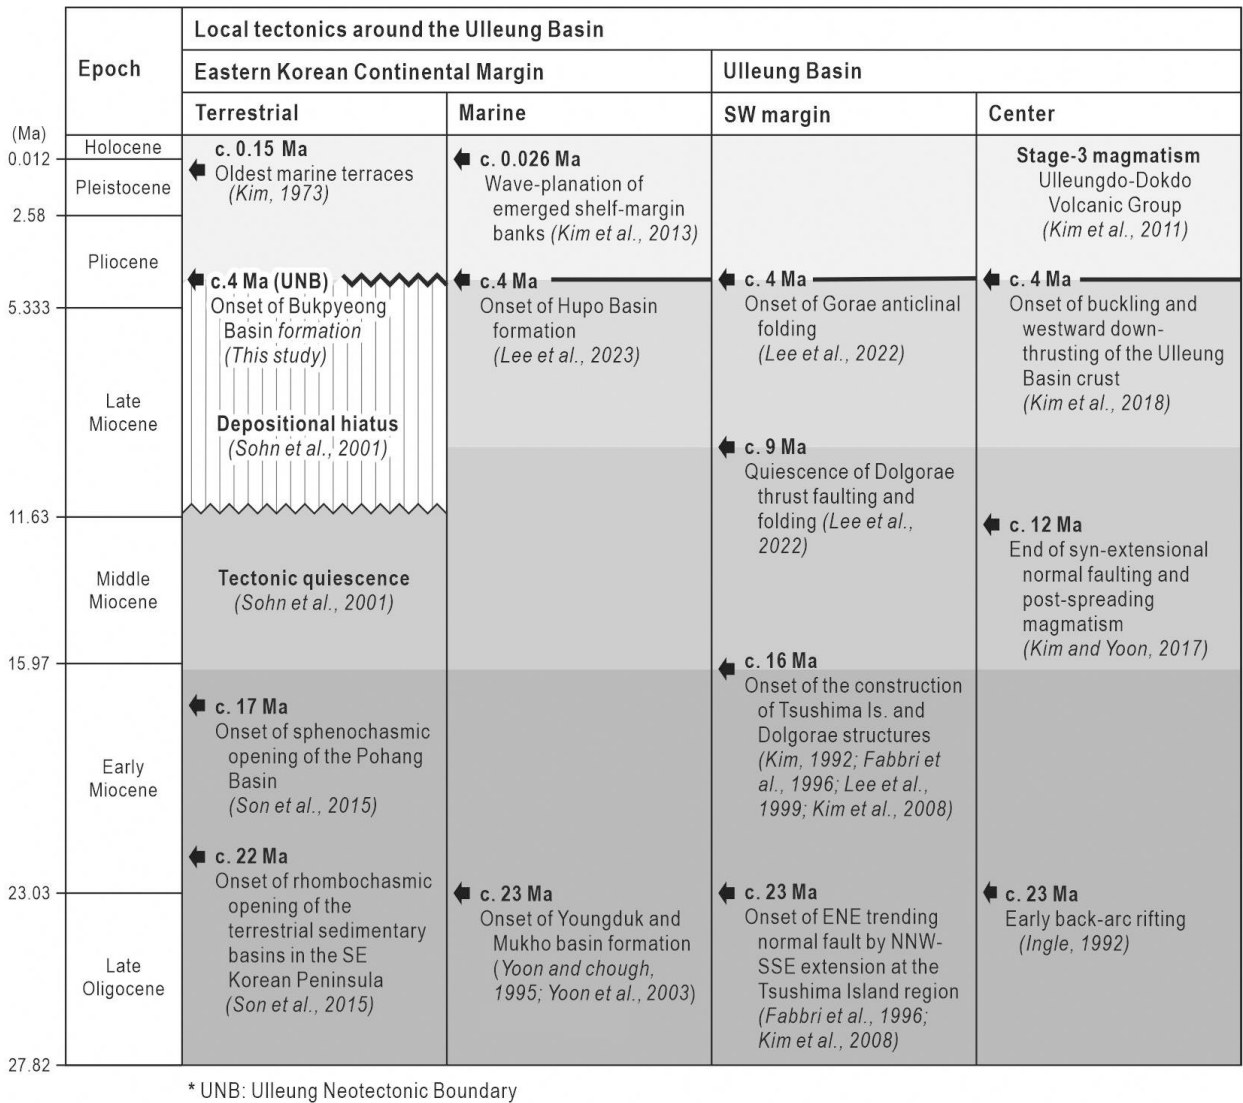 Local tectonics around the Ulleung Basin
Epoch
Eastern Korean Continental Margin
Ulleung Basin
Terrestrial
Marine
SW margin
Center
(Ma)
0.012
2.58
5.333
11.63
15.97
23.03
27.82
Holocene
Pleistocene
Pliocene
Late
Miocene
Middle
Miocene
Early
Miocene
Late
Oligocene
c. 0.15 Ma
Oldest marine terraces
(Kim, 1973)
c.4 Ma (UNB)
Onset of Bukpyeong
Basin formation
(This study)
Depositional hiatus
(Sohn et al., 2001)
Tectonic quiescence
(Sohn et al., 2001)
c. 17 Ma
Onset of sphenochasmic
opening of the Pohang
Basin
(Son et al., 2015)
c. 22 Ma
Onset of rhombochasmic
opening of the
terrestrial sedimentary
basins in the SE
Korean Peninsula
(Son et al., 2015)
c. 0.026 Ma
Wave-planation of
emerged shelf-margin
banks (Kim et al., 2013)
c.4 Ma
Onset of Hupo Basin
formation
(Lee et al., 2023)
c. 23 Ma
Onset of Youngduk and
Mukho basin formation
(Yoon and chough,
1995; Yoon et al., 2003)
c. 4 Ma
Onset of Gorae anticlinal
folding
(Lee et al., 2022)
c. 9 Ma
Quiescence of Dolgorae
thrust faulting and
folding (Lee et al.,
2022)
c. 16 Ma
Onset of the construction
of Tsushima Is. and
Dolgorae structures
(Kim, 1992; Fabbri et
al., 1996; Lee et al.,
1999; Kim et al., 2008)
c. 23 Ma
Onset of ENE trending
normal fault by NNW-
SSE extension at the
Tsushima Island region
(Fabbri et al., 1996;
Kim et al., 2008)
Stage-3 magmatism
Ulleungdo-Dokdo
Volcanic Group
(Kim et al., 2011)
c. 4 Ma
Onset of buckling and
westward down-
thrusting of the Ulleung
Basin crust
(Kim et al., 2018)
c. 12 Ma
End of syn-extensional
normal faulting and
post-spreading
magmatism
(Kim and Yoon, 2017)
c. 23 Ma
Early back-arc rifting
(Ingle, 1992)
* UNB: Ulleung Neotectonic Boundary